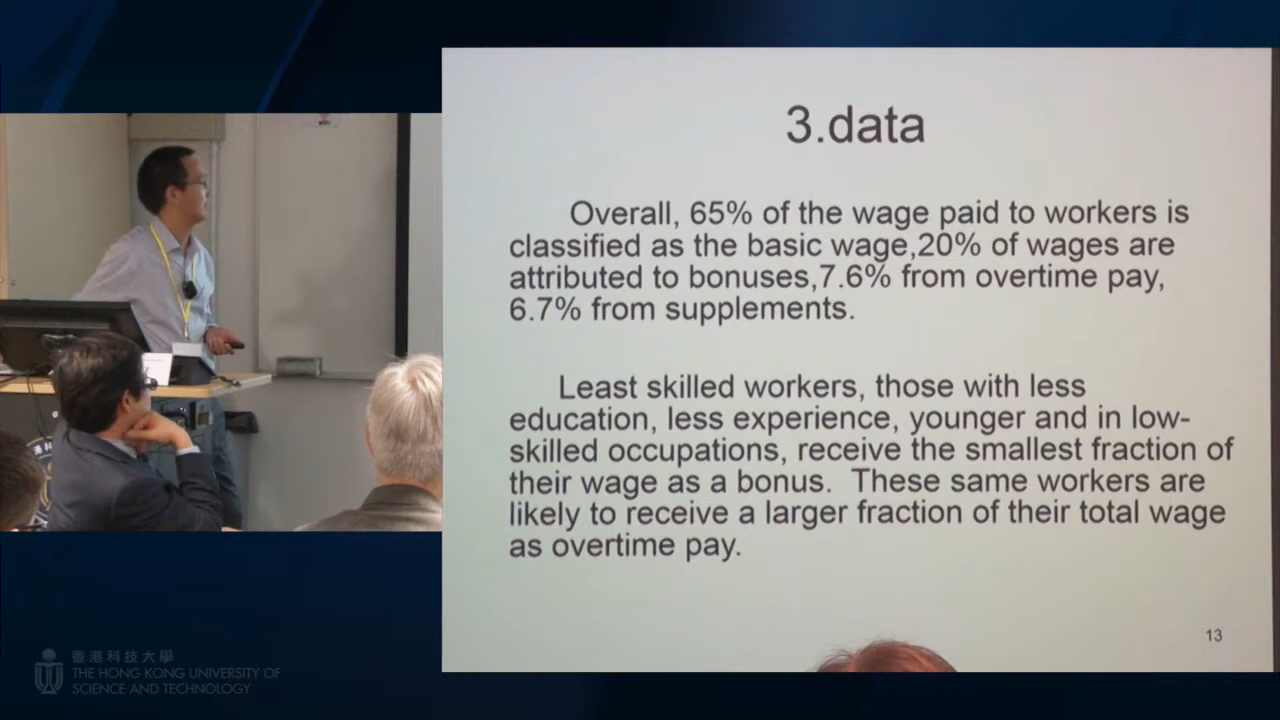 3.data
Overall, 65% of the wage paid to workers is
classified as the basic wage,20% of wages are
attributed to bonuses,7.6% from overtime pay,
6.7% from supplements.
Least skilled workers, those with less
education, less experience, younger and in low-
skilled occupations, receive the smallest fraction of
their wage as a bonus. These same workers are
likely to receive a larger fraction of their total wage
as overtime pay.
13
香港科技大學
THE HONG KONG UNIVERSITY OF
SCIENCE AND TECHNOLOGY